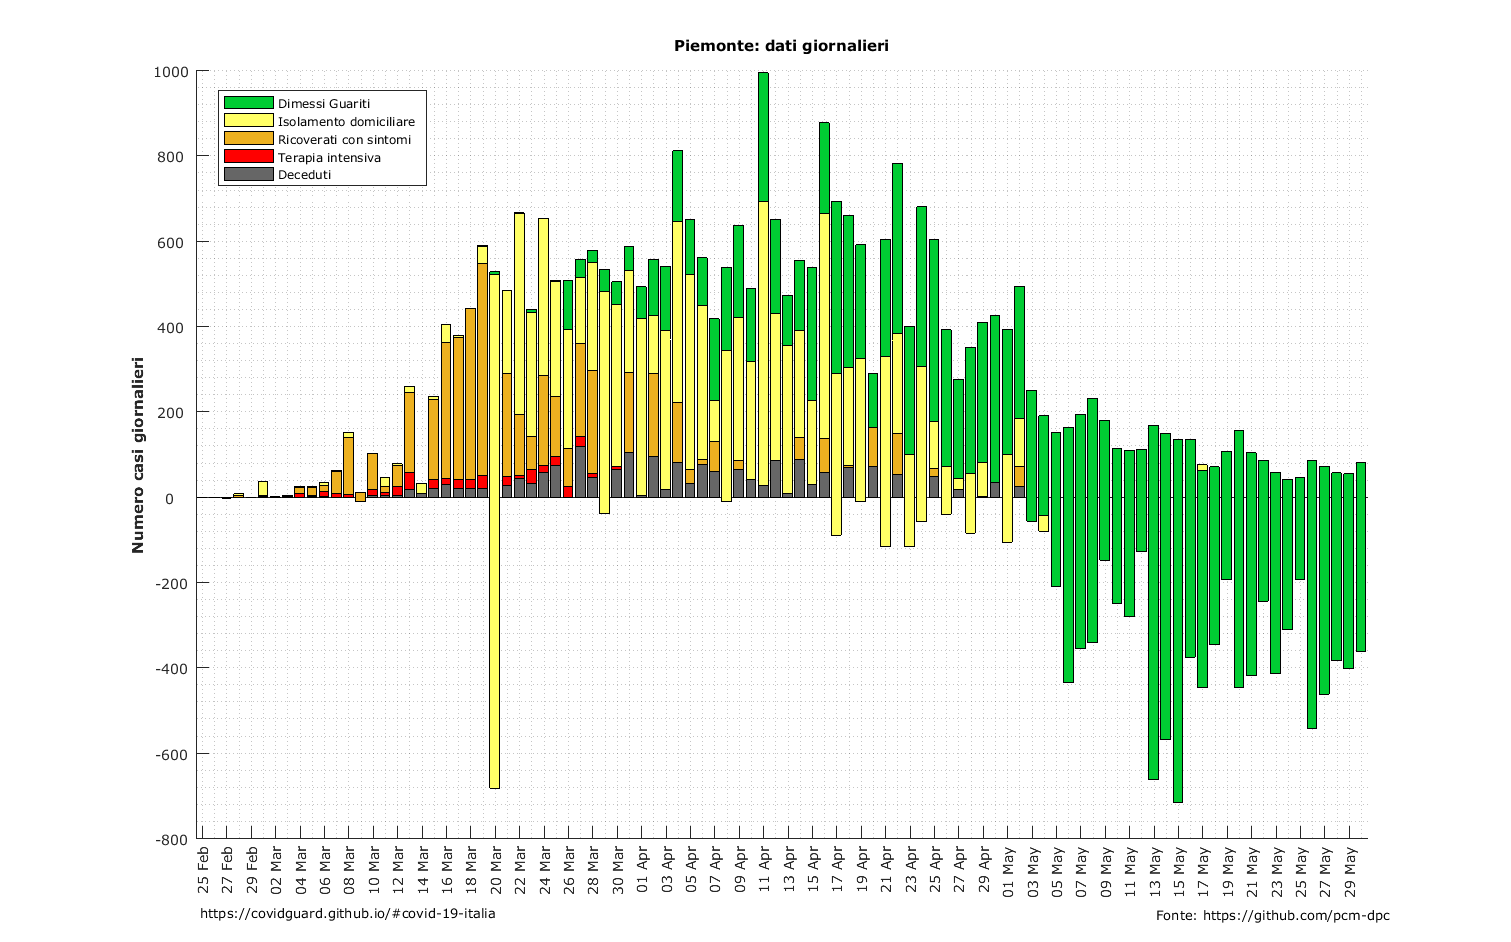 Piemonte: dati giornalieri
1000
800
600
400
200
0
-200
-400
-600
-800
Numero casi giornalieri
Dimessi Guariti
Isolamento domiciliare
Ricoverati con sintomi
Terapia intensiva
Deceduti
25 Feb
27 Feb
29 Feb
02 Mar
04 Mar
06 Mar
08 Mar
10 Mar
12 Mar
14 Mar
16 Mar
18 Mar
20 Mar
22 Mar
24 Mar
26 Mar
28 Mar
30 Mar
01 Apr
03 Apr
05 Apr
07 Apr
09 Apr
11 Apr
13 Apr
15 Apr
17 Apr
19 Apr
21 Apr
23 Apr
25 Apr
27 Apr
29 Apr
01 May
03 May
05 May
07 May
09 May
11 May
13 May
15 May
17 May
19 May
21 May
23 May
25 May
27 May
29 May
https://covidguard.github.io/#covid-19-italia
Fonte: https://github.com/pcm-dpc